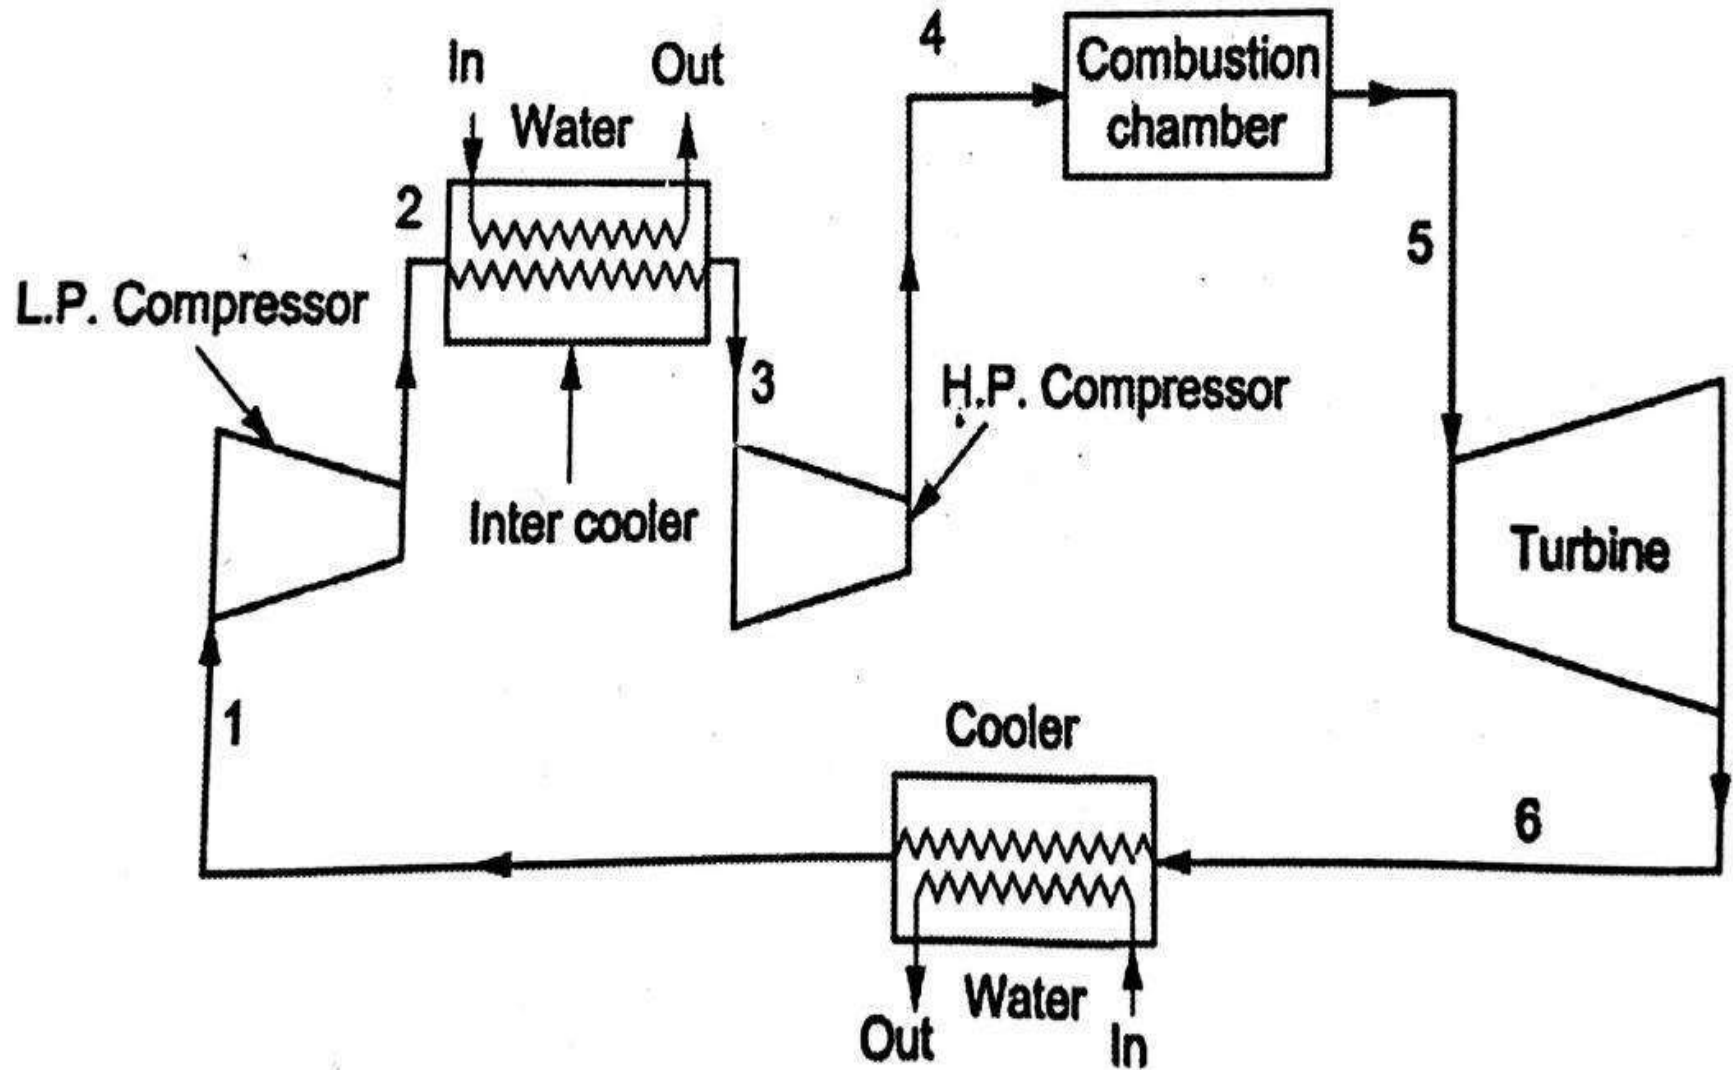 In
Out
Water
4
Combustion
chamber
2
5
L.P. Compressor
3
H.P. Compressor
Inter cooler
Turbine
1
Cooler
6
Water
Out
In